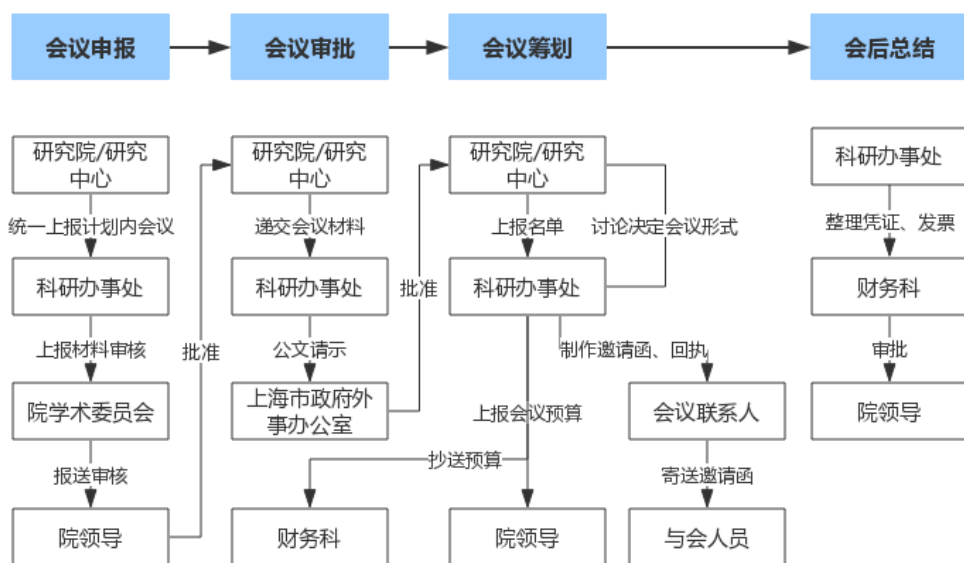 会议申报
会议审批
会议筹划
会后总结
研究院/研究
中心
统一上报计划内会议
科研办事处
上报材料审核
院学术委员会
报送审核
院领导
批准
研究院/研究
中心
递交会议材料
科研办事处
公文请示
上海市政府外
事办公室
批准
研究院/研究
中心
上报名单
讨论决定会议形式
科研办事处
制作邀请函、回执
上报会议预算
抄送预算
财务科
院领导
会议联系人
寄送邀请函
与会人员
科研办事处
整理凭证、发票
财务科
审批
院领导